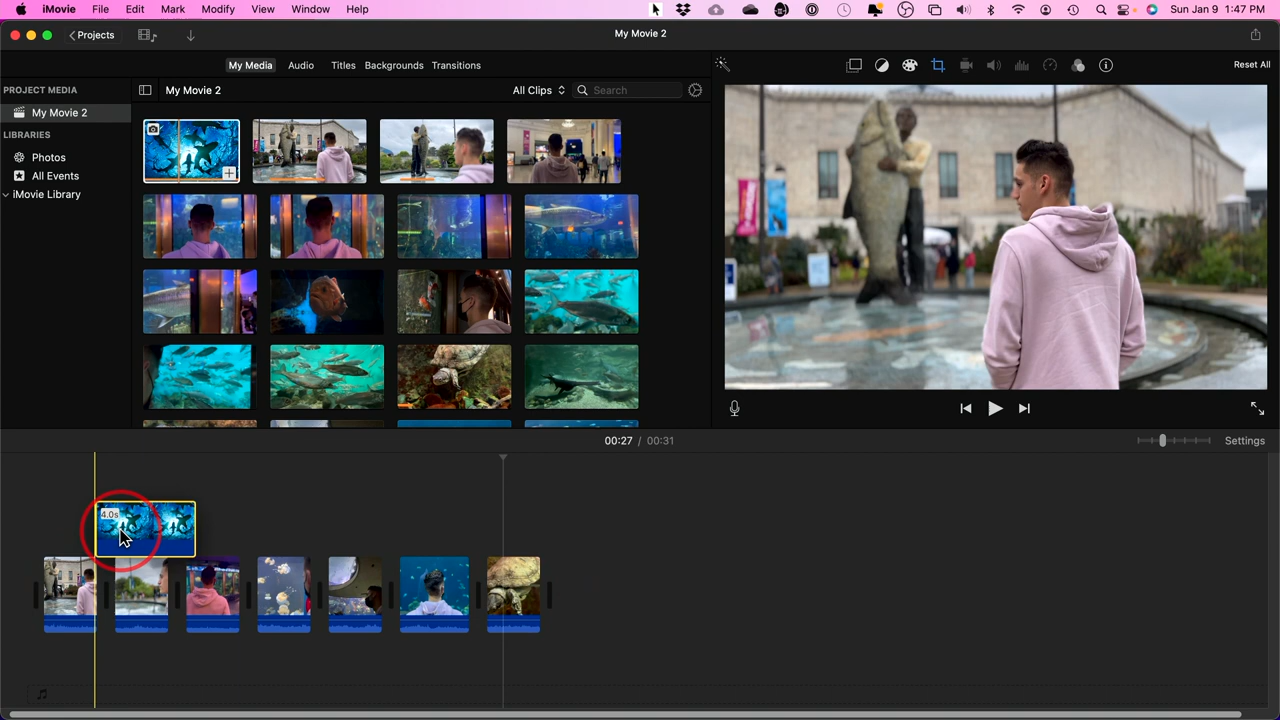 iMovie File Edit Mark Modify View Window Help Sun Jan 9 1:47 PM
Projects My Movie 2
My Media Audio Titles Backgrounds Transitions Reset All
PROJECT MEDIA My Movie 2 All Clips Search
My Movie 2
LIBRARIES
Photos
All Events
iMovie Library
00:27 / 00:31 Settings
4.0s